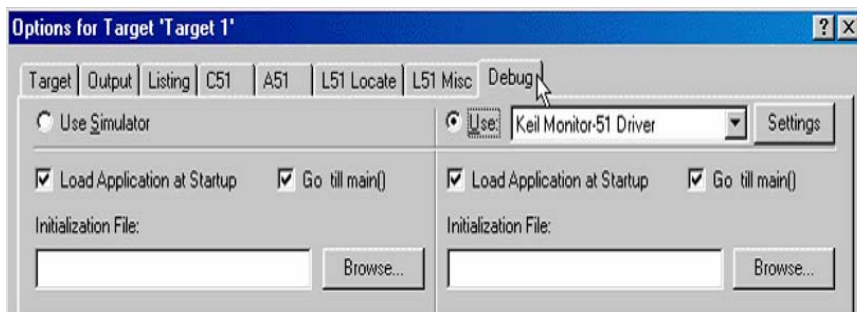 Options for Target 'Target 1'
Target Output Listing C51 A51 L51 Locate L51 Misc Debug
Use Simulator Use: Keil Monitor-51 Driver Settings
Load Application at Startup Go till main() Load Application at Startup Go till main()
Initialization File: Initialization File:
Browse... Browse...